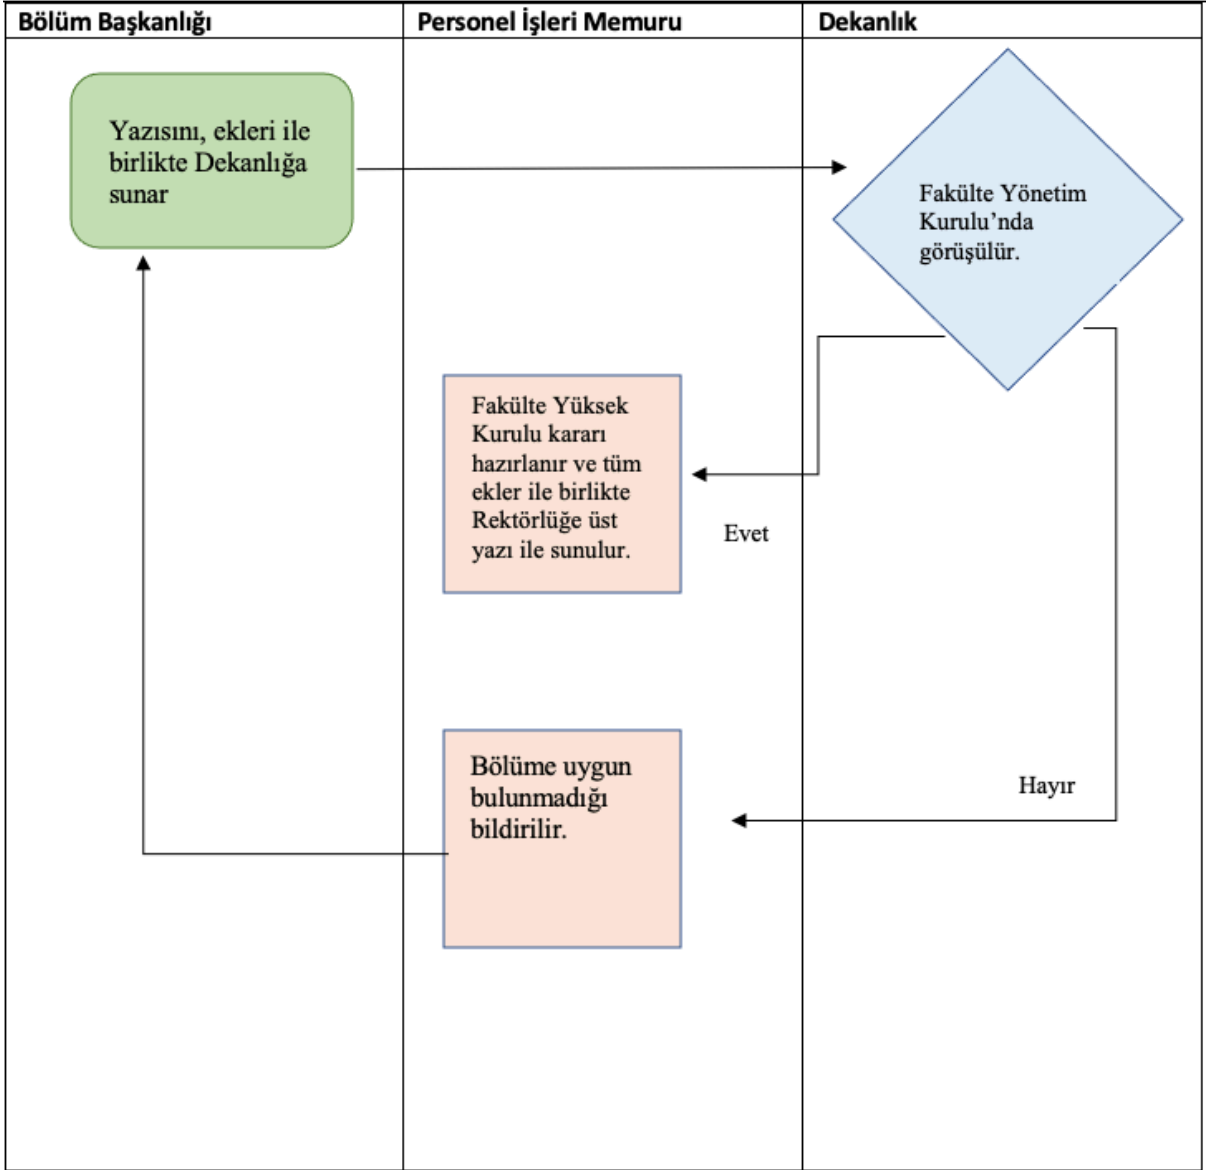 Bölüm Başkanlığı
Personel İşleri Memuru
Dekanlık
Yazısını, ekleri ile
birlikte Dekanlığa
sunar
Fakülte Yönetim
Kurulu’nda
görüşülür.
Fakülte Yüksek
Kurulu kararı
hazırlanır ve tüm
ekler ile birlikte
Rektörlüğe üst
yazı ile sunulur.
Evet
Bölüme uygun
bulunmadığı
bildirilir.
Hayır